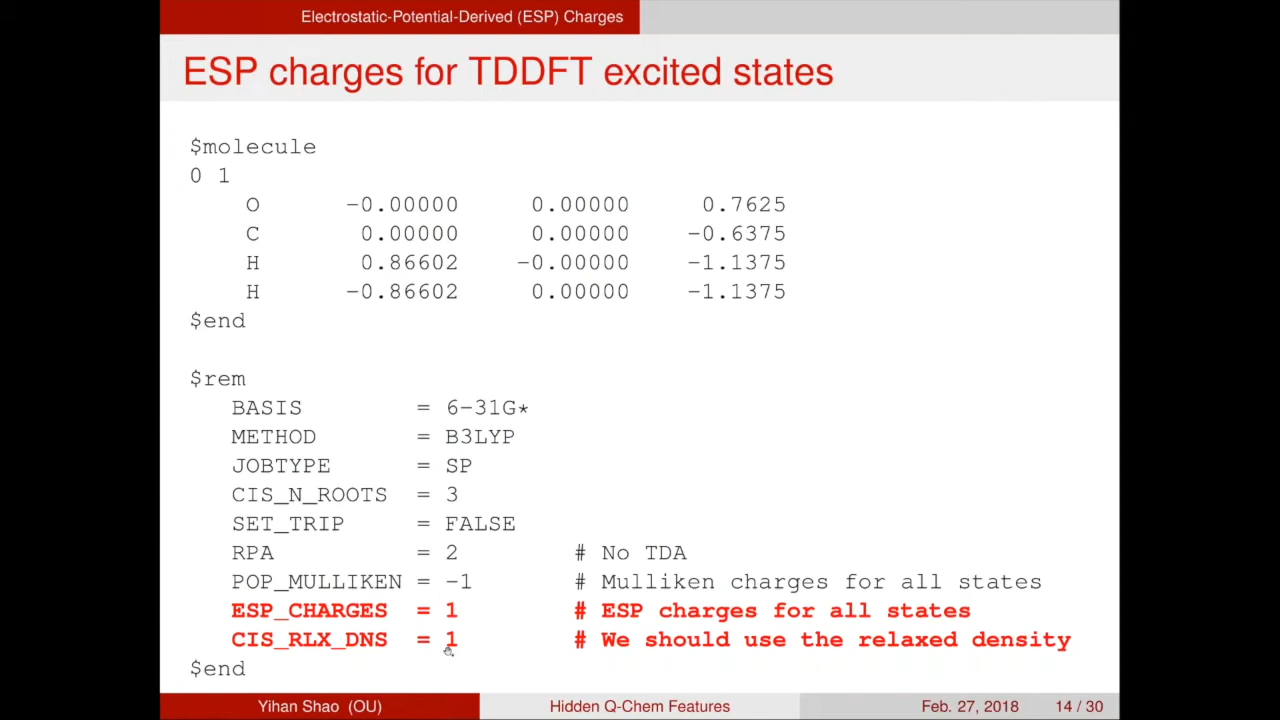 Electrostatic-Potential-Derived (ESP) Charges
ESP charges for TDDFT excited states
$molecule
0 1
O -0.00000 0.00000 0.7625
C 0.00000 0.00000 -0.6375
H 0.86602 -0.00000 -1.1375
H -0.86602 0.00000 -1.1375
$end
$rem
BASIS = 6-31G*
METHOD = B3LYP
JOBTYPE = SP
CIS_N_ROOTS = 3
SET_TRIP = FALSE
RPA = 2 # No TDA
POP_MULLIKEN = -1 # Mulliken charges for all states
ESP_CHARGES = 1 # ESP charges for all states
CIS_RLX_DNS = 1 # We should use the relaxed density
$end
Yihan Shao (OU) Hidden Q-Chem Features Feb. 27, 2018 14 / 30